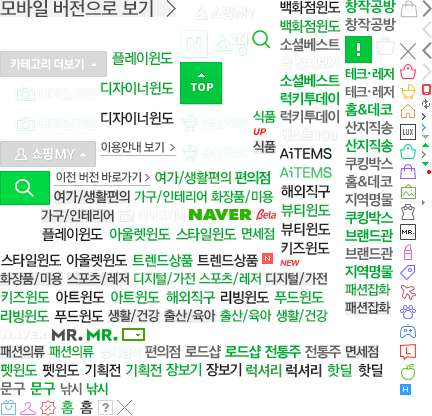 모바일 버전으로 보기
쇼핑MY
백화점윈도
창작공방
백화점윈도
창작공방
N 쇼핑
소셜베스트
카테고리 더보기
플레이윈도
소셜베스트
테크·레저
TOP
디자이너윈도
럭키투데이
테크·레저
럭키투데이
홈&데코
디자이너윈도
식품
산지직송
LUX
UP
쇼핑MY
이용안내 보기
식품
산지직송
AiTEMS
쿠킹박스
이전 버전 바로가기
여가/생활편의
편의점
AiTEMS
홈&데코
여가/생활편의
가구/인테리어
화장품/미용
해외직구
지역명물
가구/인테리어
NAVER
Beta
뷰티윈도
쿠킹박스
플레이윈도
아울렛윈도
스타일윈도
면세점
뷰티윈도
브랜드관
MR.
키즈윈도
브랜드관
스타일윈도
아울렛윈도
트렌드상품
트렌드상품
N
NEW
지역명물
화장품/미용
스포츠/레저
디지털/가전
스포츠/레저
디지털/가전
패션잡화
키즈윈도
아트윈도
아트윈도
해외직구
리빙윈도
푸드윈도
패션잡화
리빙윈도
푸드윈도
생활/건강
출산/육아
출산/육아
생활/건강
NAVER
MR.
MR.
패션의류
패션의류
편의점
로드샵
로드샵
전통주
전통주
면세점
L
펫윈도
펫윈도
기획전
기획전
장보기
장보기
럭셔리
럭셔리
핫딜
핫딜
문구
문구
낚시
낚시
H
홈
홈
?